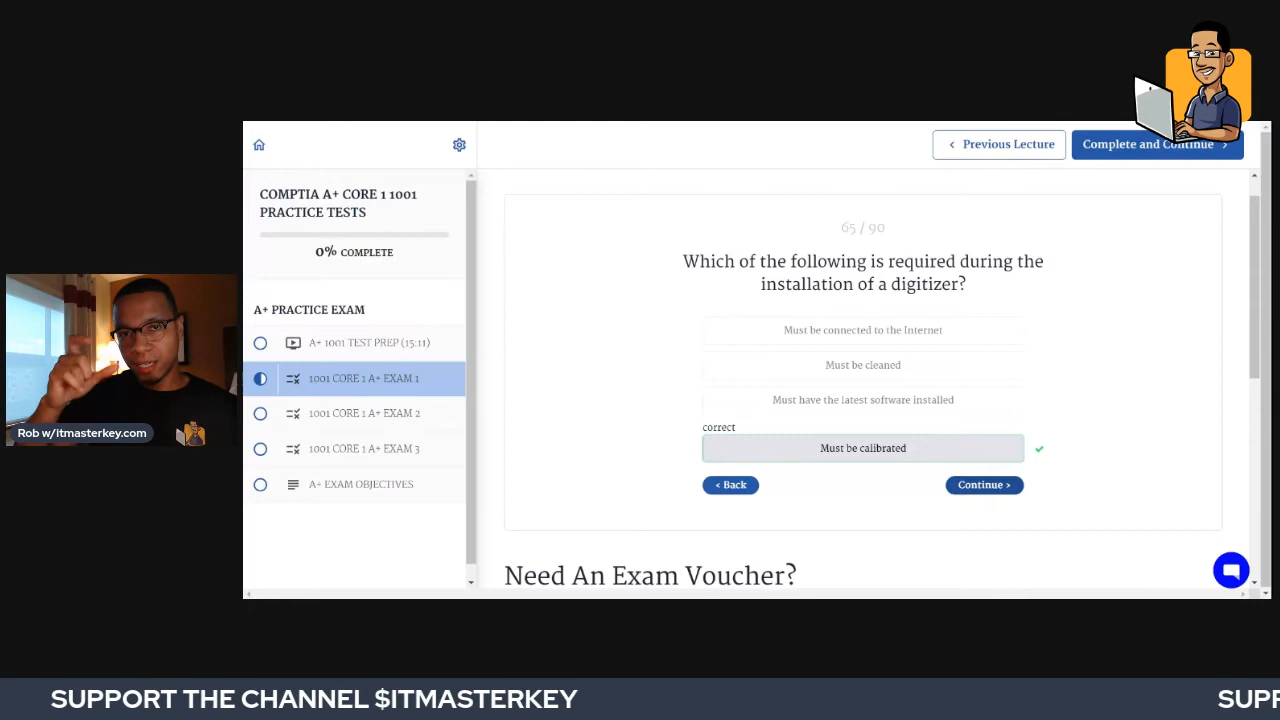 Previous Lecture
Complete and Continue
COMPTIA A+ CORE 1 1001
PRACTICE TESTS
0% COMPLETE
A+ PRACTICE EXAM
A+ 1001 TEST PREP (15:11)
1001 CORE 1 A+ EXAM 1
1001 CORE 1 A+ EXAM 2
1001 CORE 1 A+ EXAM 3
A+ EXAM OBJECTIVES
65 / 90
Which of the following is required during the
installation of a digitizer?
Must be connected to the Internet
Must be cleaned
Must have the latest software installed
correct
Must be calibrated
< Back
Continue >
Need An Exam Voucher?
Rob w/itmasterkey.com
SUPPORT THE CHANNEL $ITMASTERKEY
SUPP